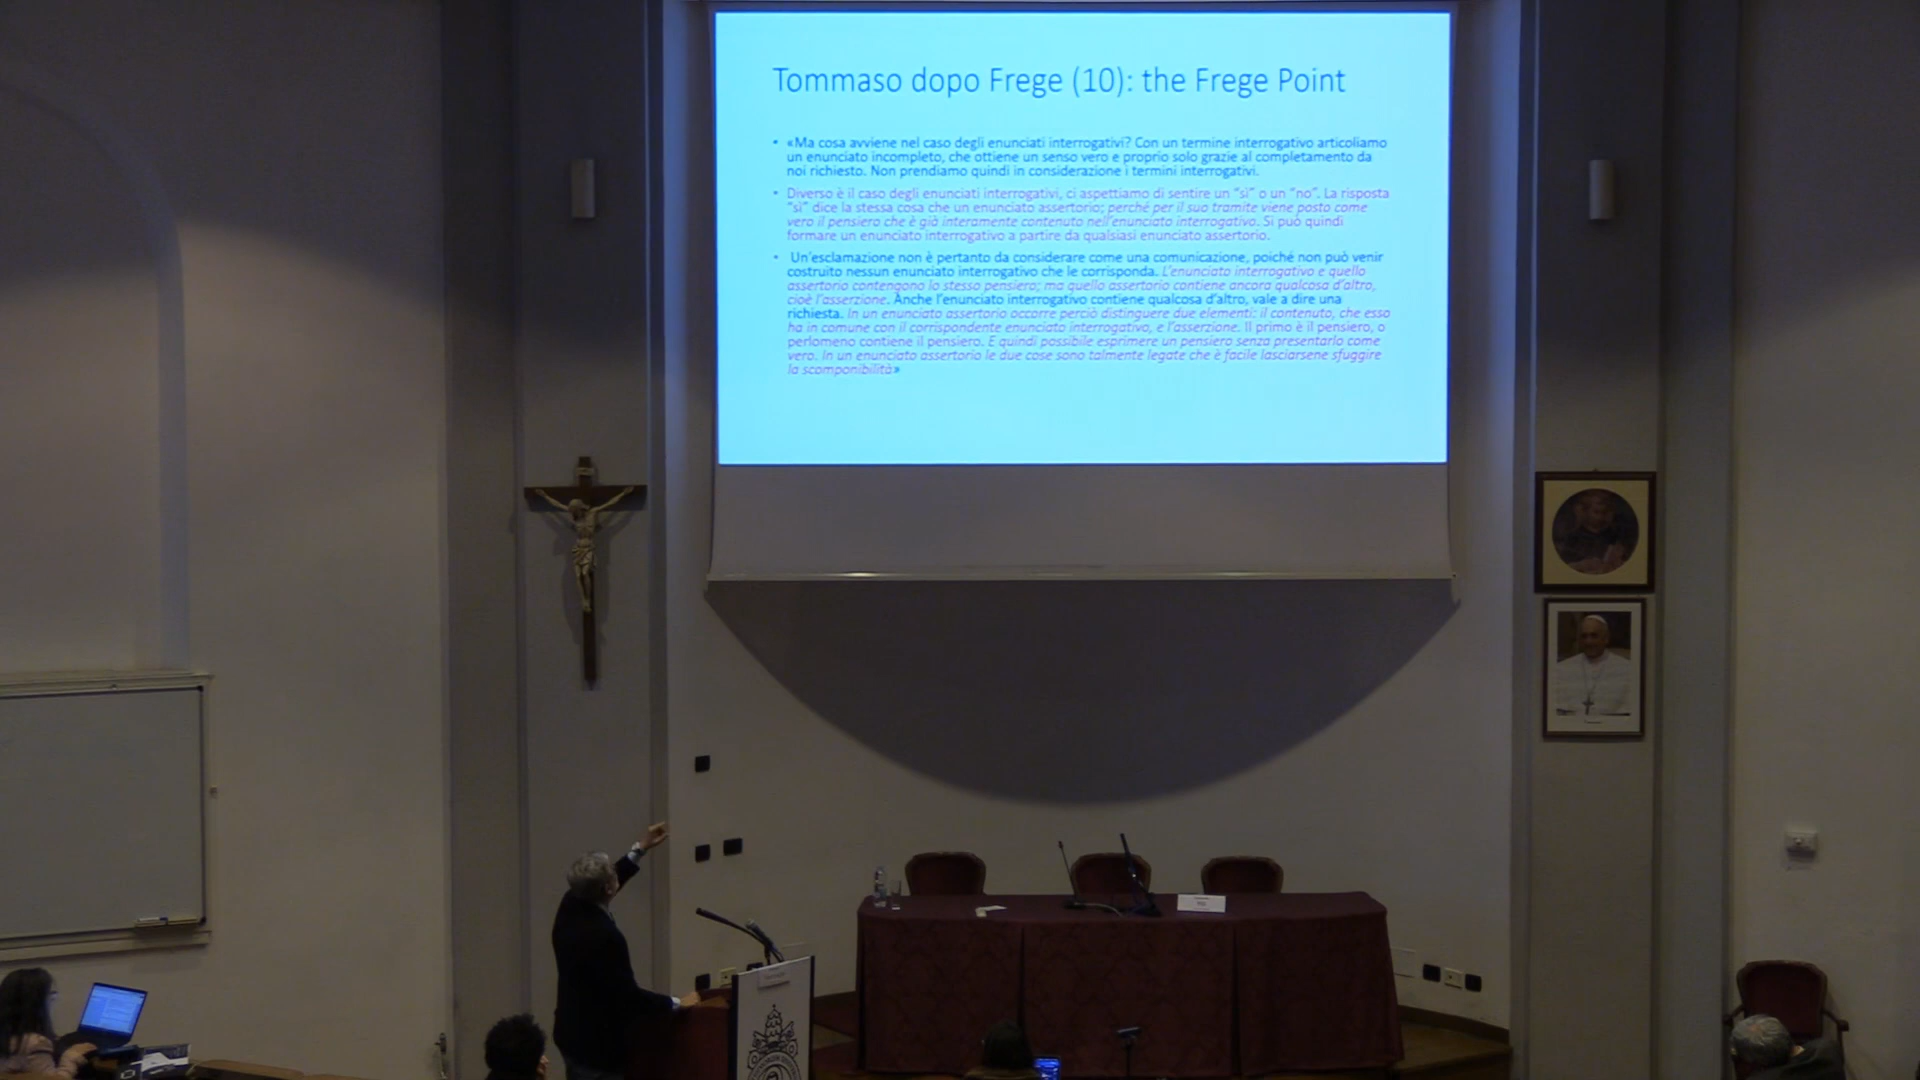 Tommaso dopo Frege (10): the Frege Point
• «Ma cosa avviene nel caso degli enunciati interrogativi? Con un termine interrogativo articoliamo
un enunciato incompleto, che ottiene un senso vero e proprio solo grazie al completamento da
noi richiesto. Non prendiamo quindi in considerazione i termini interrogativi.
• Diverso è il caso degli enunciati interrogativi, ci aspettiamo di sentire un “sì” o un “no”. La risposta
“sì” dice la stessa cosa che un enunciato assertorio; perché per il suo tramite viene posto come
vero il pensiero che è già interamente contenuto nell’enunciato interrogativo. Si può quindi
formare un enunciato interrogativo a partire da qualsiasi enunciato assertorio.
• Un’esclamazione non è pertanto da considerare come una comunicazione, poiché non può venir
costruito nessun enunciato interrogativo che le corrisponda. L’enunciato interrogativo e quello
assertorio contengono lo stesso pensiero; ma quello assertorio contiene ancora qualcosa d’altro,
cioè l’asserzione. Anche l’enunciato interrogativo contiene qualcosa d’altro, vale a dire una
richiesta. In un enunciato assertorio occorre perciò distinguere due elementi: il contenuto, che esso
ha in comune con il corrispondente enunciato interrogativo, e l’asserzione. Il primo è il pensiero, o
perlomeno contiene il pensiero. E quindi possibile esprimere un pensiero senza presentarlo come
vero. In un enunciato assertorio le due cose sono talmente legate che è facile lasciarsene sfuggire
la scomponibilità»